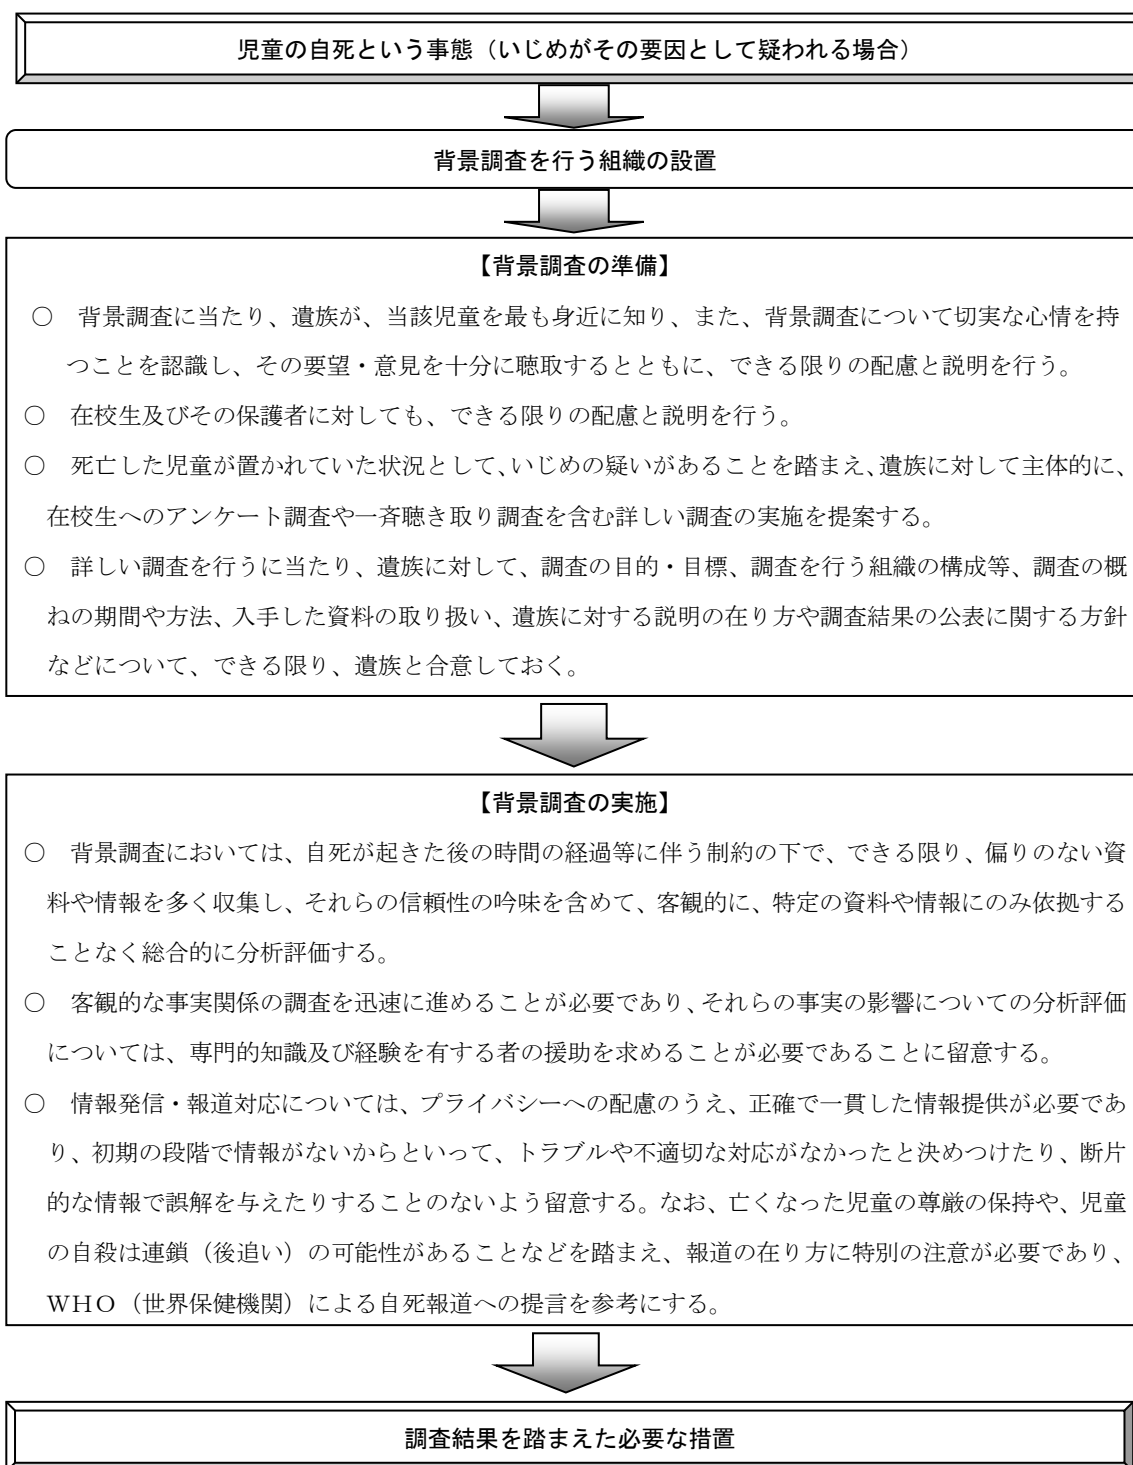 児童の自死という事態（いじめがその要因として疑われる場合）
背景調査を行う組織の設置
【背景調査の準備】
○　背景調査に当たり、遺族が、当該児童を最も身近に知り、また、背景調査について切実な心情を持
つことを認識し、その要望・意見を十分に聴取するとともに、できる限りの配慮と説明を行う。
○　在校生及びその保護者に対しても、できる限りの配慮と説明を行う。
○　死亡した児童が置かれていた状況として、いじめの疑いがあることを踏まえ、遺族に対して主体的に、
在校生へのアンケート調査や一斉聴き取り調査を含む詳しい調査の実施を提案する。
○　詳しい調査を行うに当たり、遺族に対して、調査の目的・目標、調査を行う組織の構成等、調査の概
ねの期間や方法、入手した資料の取り扱い、遺族に対する説明の在り方や調査結果の公表に関する方針
などについて、できる限り、遺族と合意しておく。
【背景調査の実施】
○　背景調査においては、自死が起きた後の時間の経過等に伴う制約の下で、できる限り、偏りのない資
料や情報を多く収集し、それらの信頼性の吟味を含めて、客観的に、特定の資料や情報にのみ依拠する
ことなく総合的に分析評価する。
○　客観的な事実関係の調査を迅速に進めることが必要であり、それらの事実の影響についての分析評価
については、専門的知識及び経験を有する者の援助を求めることが必要であることに留意する。
○　情報発信・報道対応については、プライバシーへの配慮のうえ、正確で一貫した情報提供が必要であ
り、初期の段階で情報がないからといって、トラブルや不適切な対応がなかったと決めつけたり、断片
的な情報で誤解を与えたりすることのないよう留意する。なお、亡くなった児童の尊厳の保持や、児童
の自殺は連鎖（後追い）の可能性があることなどを踏まえ、報道の在り方に特別の注意が必要であり、
ＷＨＯ（世界保健機関）による自死報道への提言を参考にする。
調査結果を踏まえた必要な措置